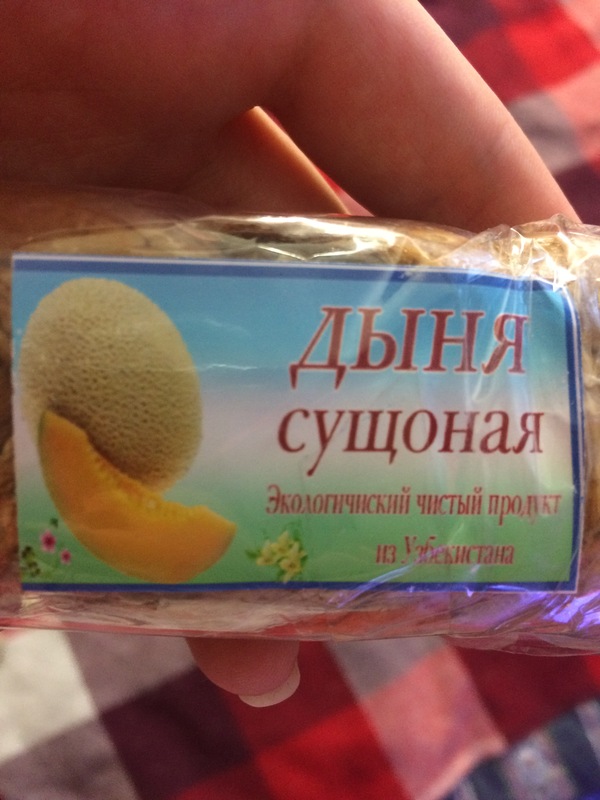 ДЫНЯ
сущоная
Экологичиский чистый продукт
из Узбекистана